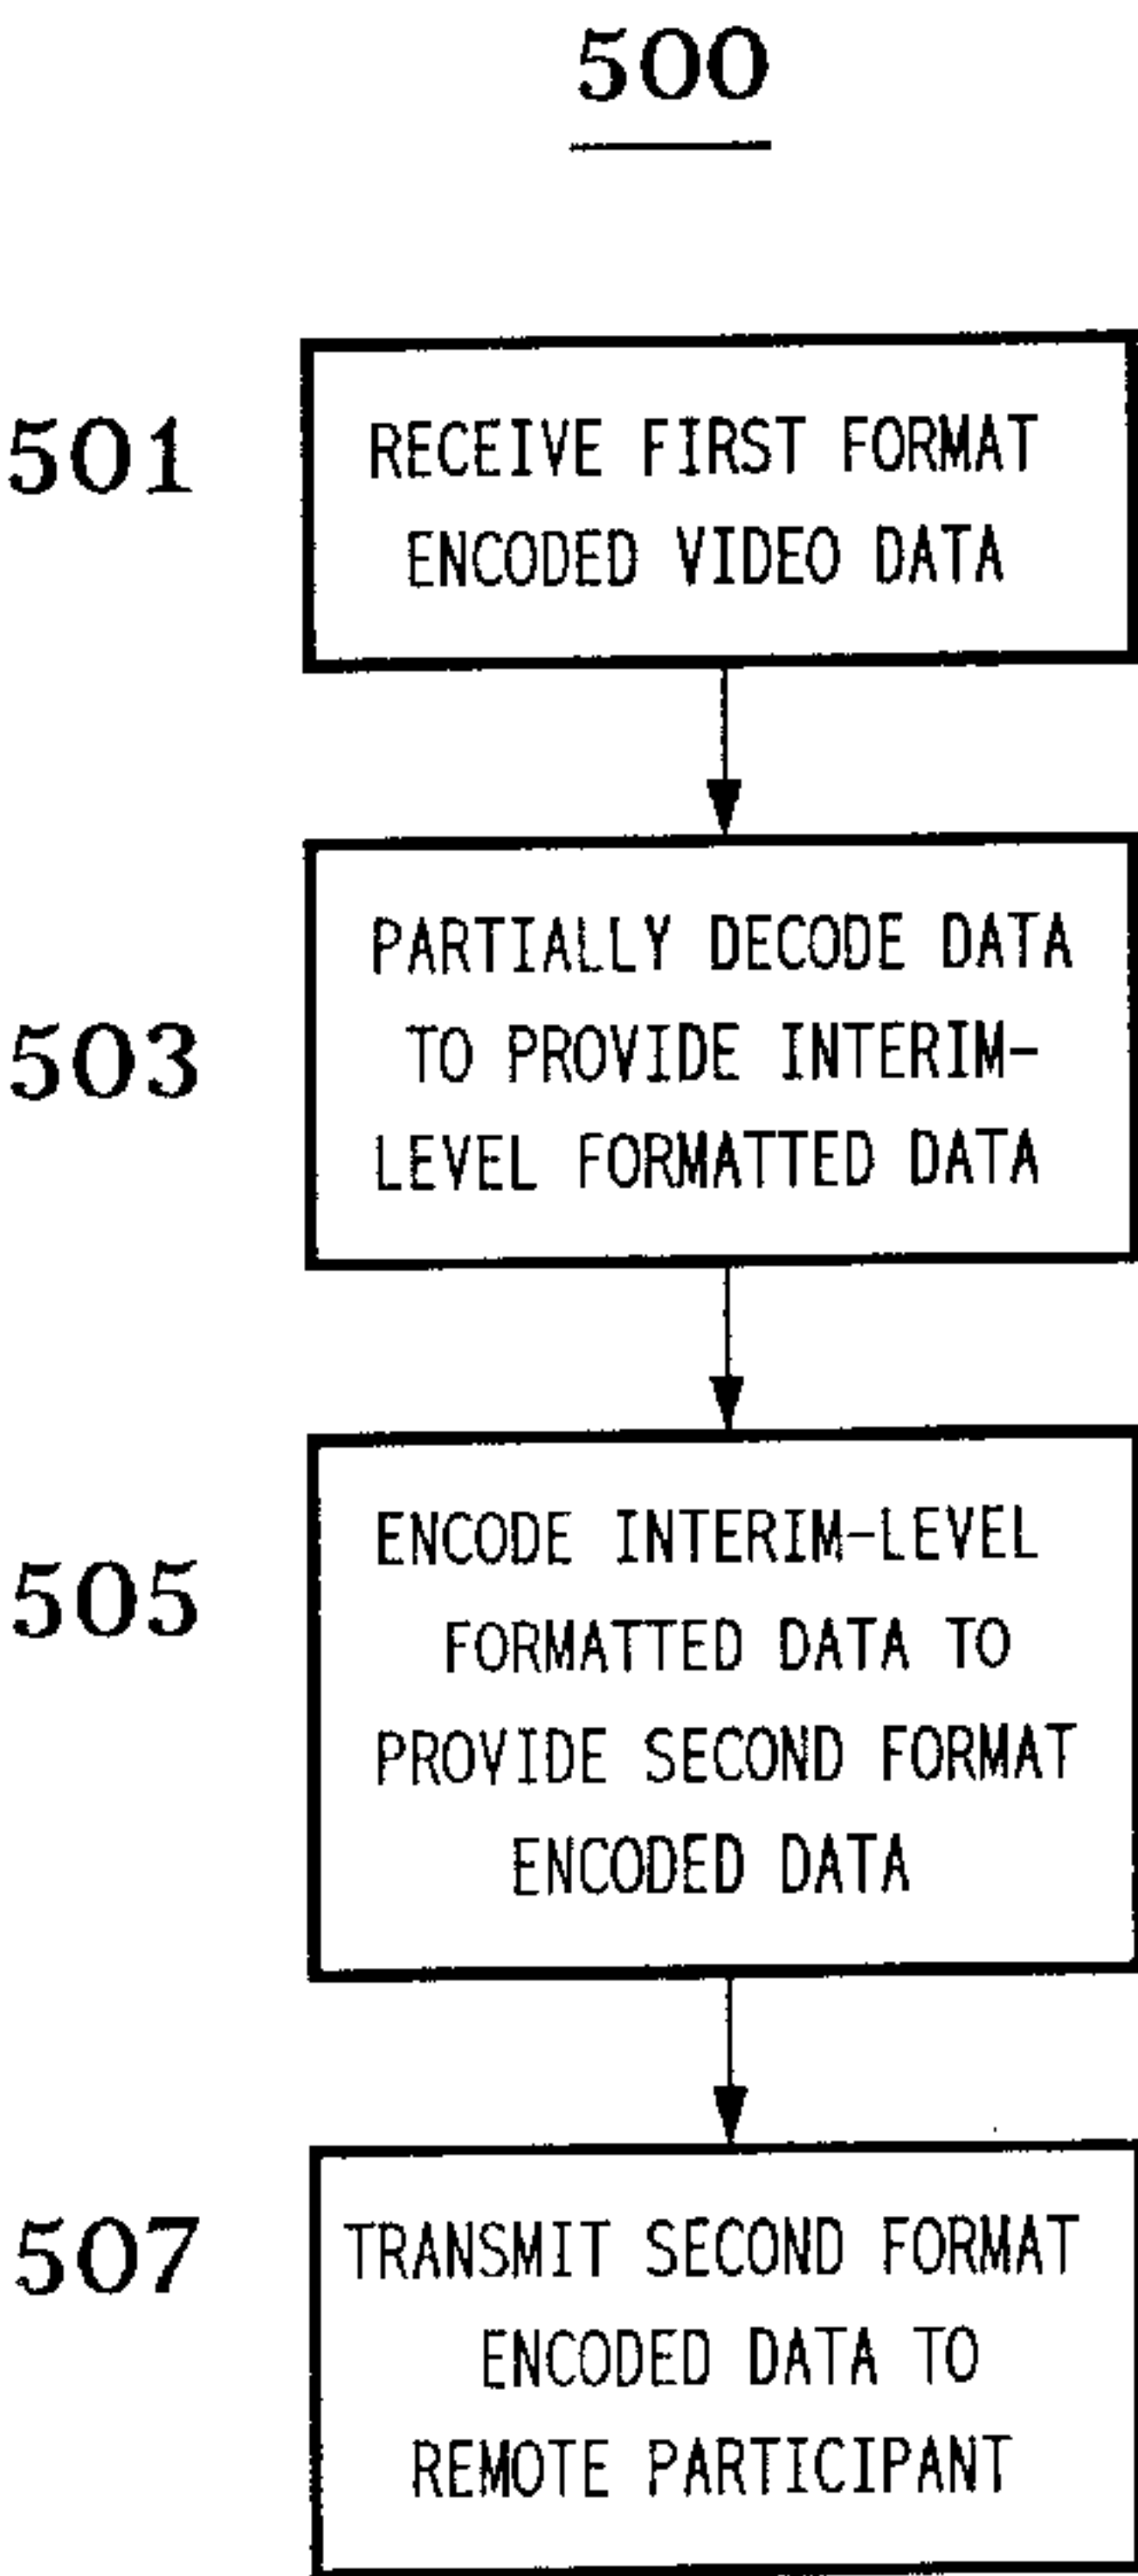 500
501
RECEIVE FIRST FORMAT
ENCODED VIDEO DATA
503
PARTIALLY DECODE DATA
TO PROVIDE INTERIM-
LEVEL FORMATTED DATA
505
ENCODE INTERIM-LEVEL
FORMATTED DATA TO
PROVIDE SECOND FORMAT
ENCODED DATA
507
TRANSMIT SECOND FORMAT
ENCODED DATA TO
REMOTE PARTICIPANT